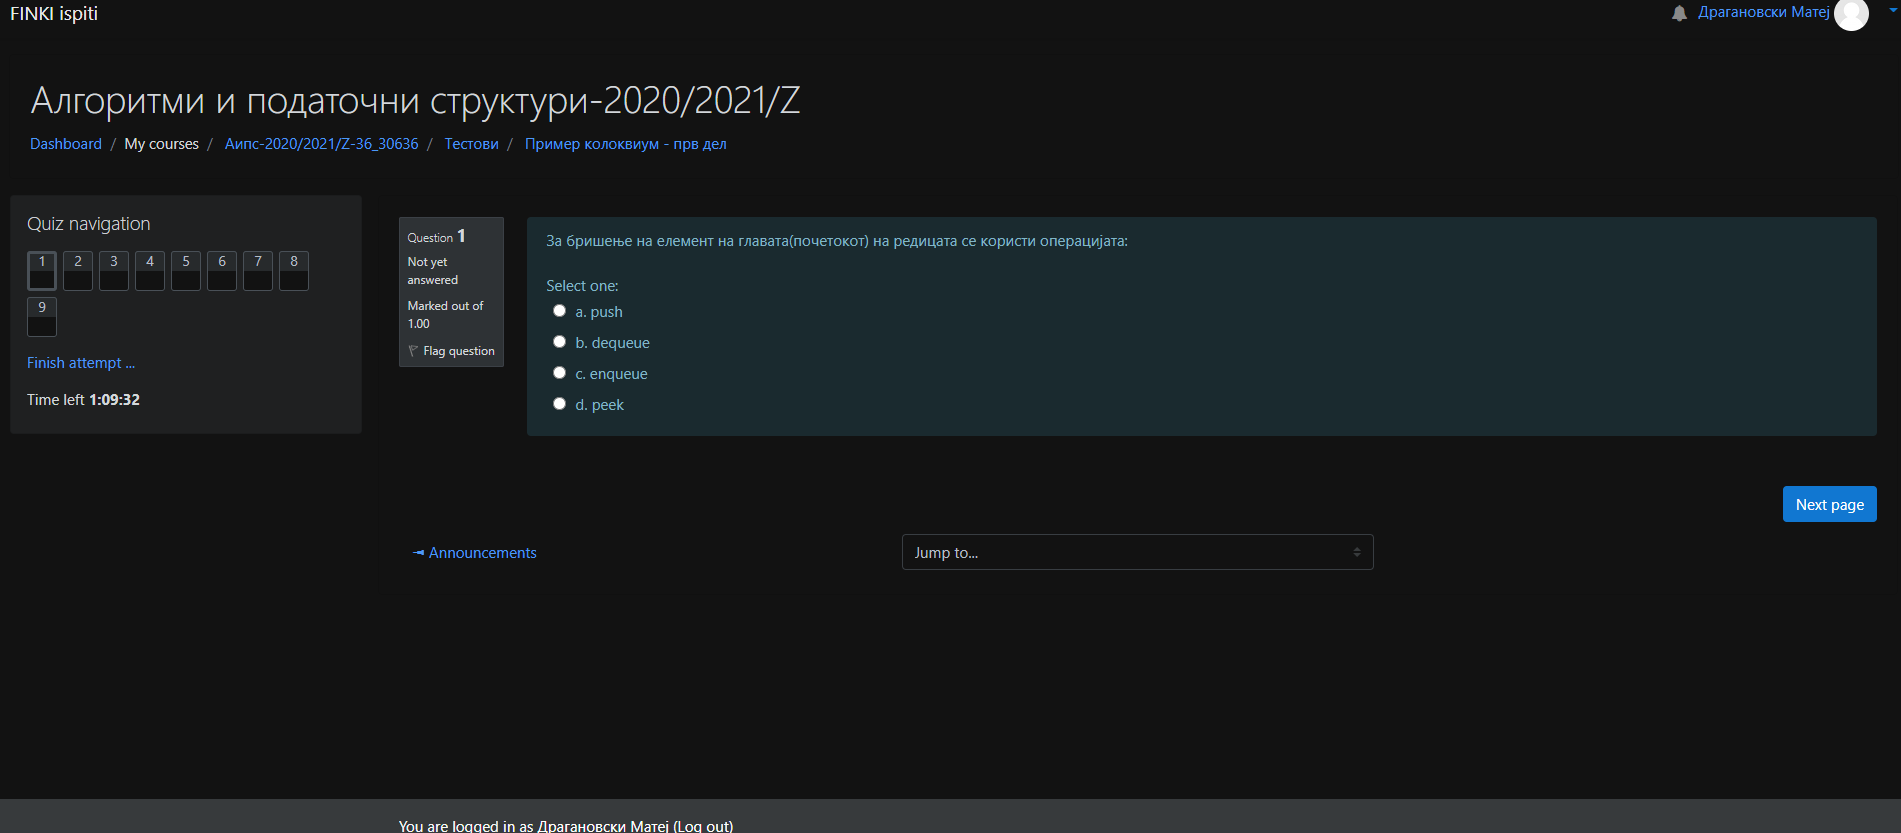 FINKI ispiti
Драгановски Матеј
Алгоритми и податочни структури-2020/2021/Z
Dashboard / My courses / Аипс-2020/2021/Z-36_30636 / Тестови / Пример колоквиум - прв дел
Quiz navigation
1 2 3 4 5 6 7 8
9
Finish attempt ...
Time left 1:09:32
Question 1
Not yet
answered
Marked out of
1.00
Flag question
За бришење на елемент на главата(почетокот) на редицата се користи операцијата:
Select one:
a. push
b. dequeue
c. enqueue
d. peek
Next page
Announcements
Jump to...
You are logged in as Драгановски Матеј (Log out)